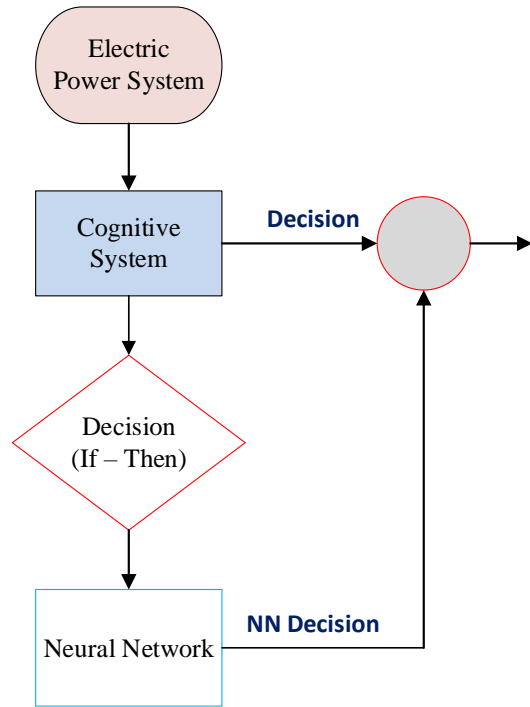 Electric
Power System
Cognitive
System
Decision
Decision
(If – Then)
Neural Network
NN Decision